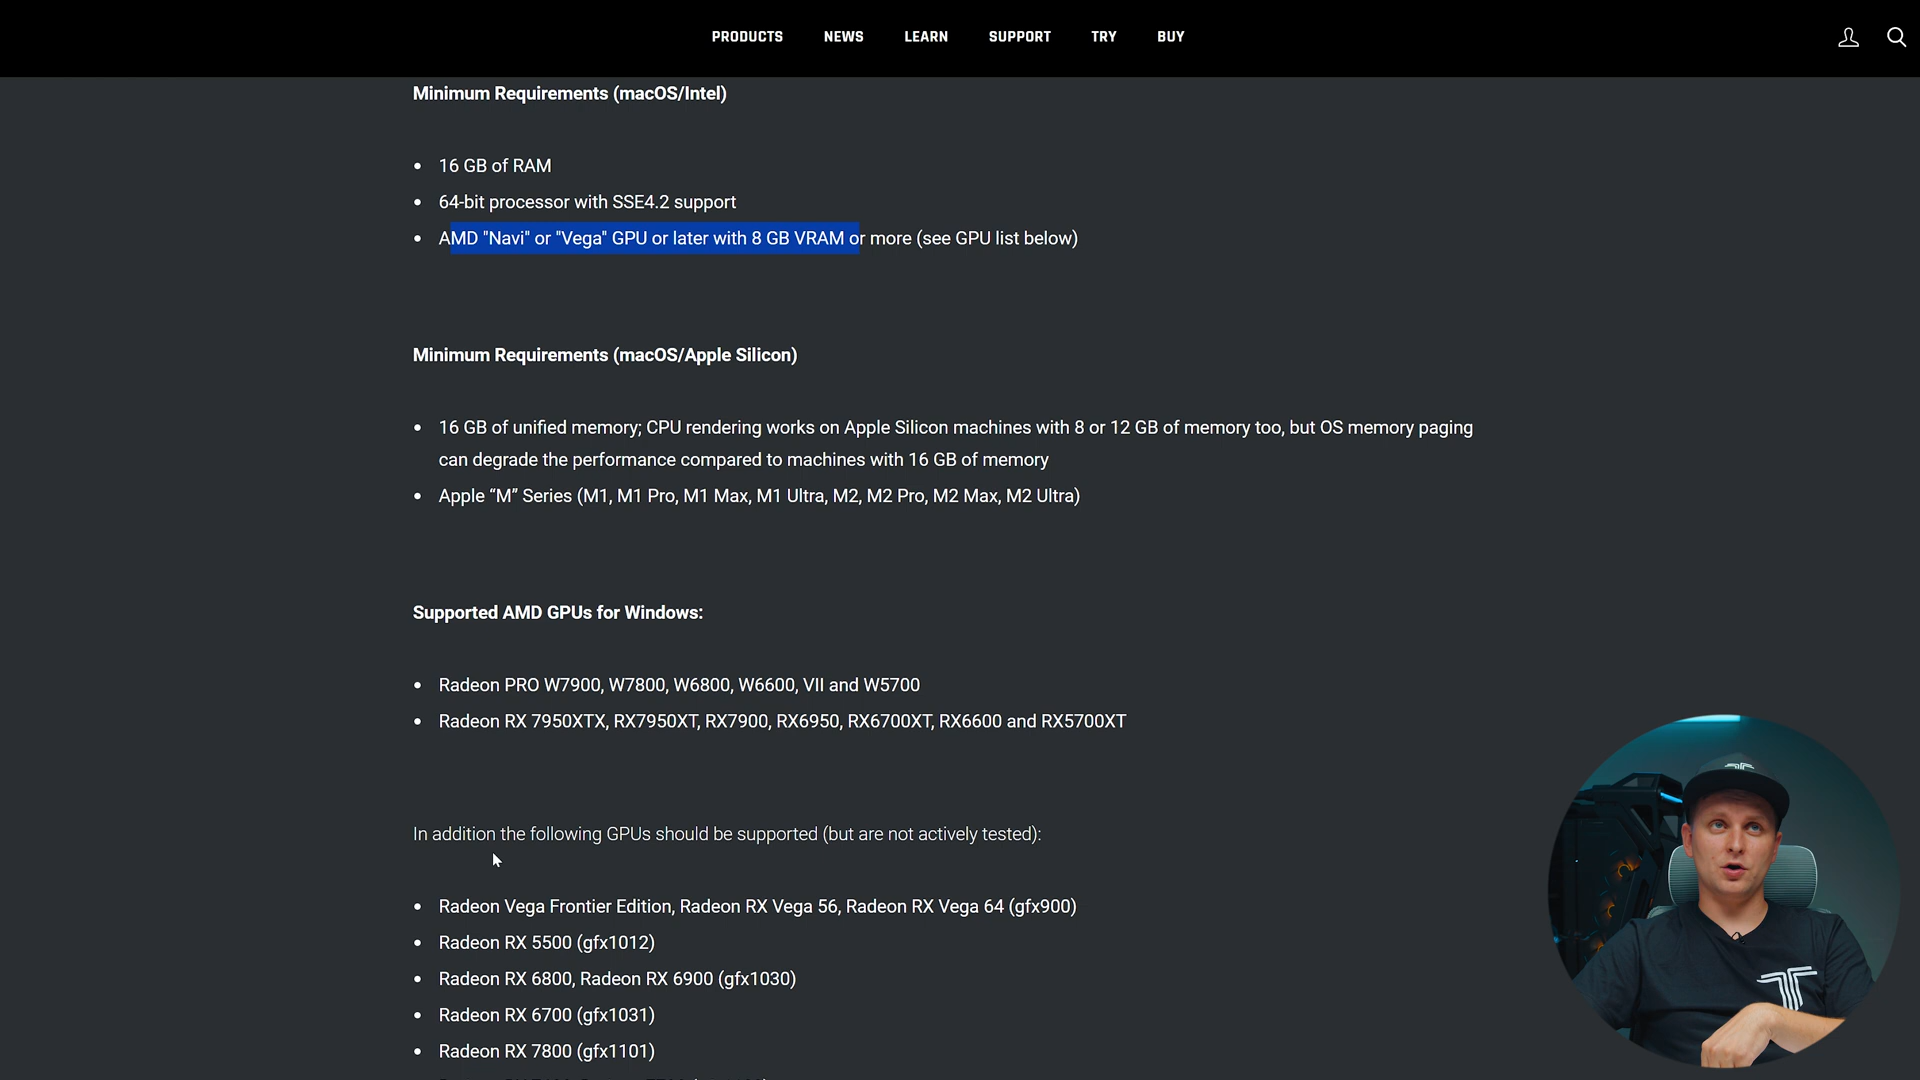 PRODUCTS NEWS LEARN SUPPORT TRY BUY
Minimum Requirements (macOS/Intel)
• 16 GB of RAM
• 64-bit processor with SSE4.2 support
• AMD "Navi" or "Vega" GPU or later with 8 GB VRAM or more (see GPU list below)
Minimum Requirements (macOS/Apple Silicon)
• 16 GB of unified memory; CPU rendering works on Apple Silicon machines with 8 or 12 GB of memory too, but OS memory paging
can degrade the performance compared to machines with 16 GB of memory
• Apple “M” Series (M1, M1 Pro, M1 Max, M1 Ultra, M2, M2 Pro, M2 Max, M2 Ultra)
Supported AMD GPUs for Windows:
• Radeon PRO W7900, W7800, W6800, W6600, VII and W5700
• Radeon RX 7950XTX, RX7950XT, RX7900, RX6950, RX6700XT, RX6600 and RX5700XT
In addition the following GPUs should be supported (but are not actively tested):
• Radeon Vega Frontier Edition, Radeon RX Vega 56, Radeon RX Vega 64 (gfx900)
• Radeon RX 5500 (gfx1012)
• Radeon RX 6800, Radeon RX 6900 (gfx1030)
• Radeon RX 6700 (gfx1031)
• Radeon RX 7800 (gfx1101)